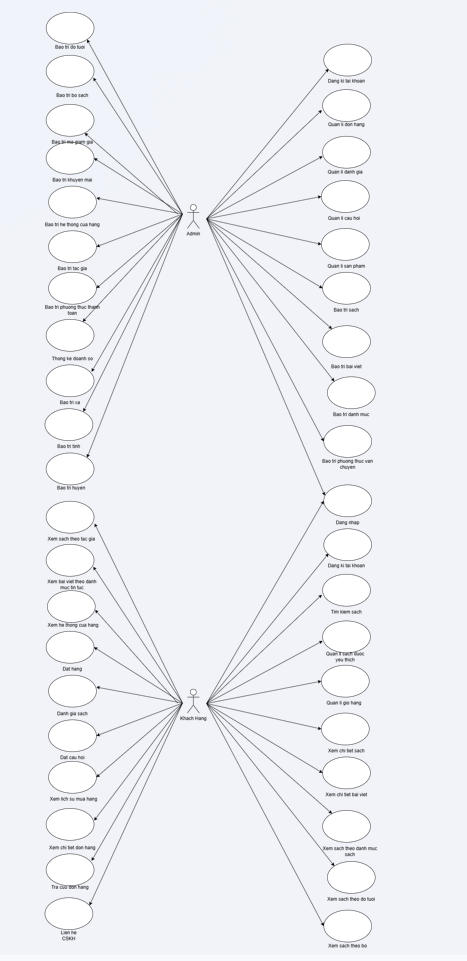 Bao tri do tuoi
Bao tri bo sach
Bao tri ma giam gia
Bao tri khuyen mai
Bao tri he thong cua hang
Bao tri tac gia
Bao tri phuong thuc thanh
toan
Thong ke doanh so
Bao tri xa
Bao tri tinh
Bao tri huyen
Admin
Dang ki tai khoan
Quan li don hang
Quan li danh gia
Quan li cau hoi
Quan li san pham
Bao tri sach
Bao tri bai viet
Bao tri danh muc
Bao tri phuong thuc van
chuyen
Dang nhap
Xem sach theo tac gia
Xem bai viet theo danh
muc tin tuc
Xem he thong cua hang
Dat hang
Danh gia sach
Dat cau hoi
Xem lich su mua hang
Xem chi tiet don hang
Tra cuu don hang
Lien he
CSKH
Khach Hang
Dang ki tai khoan
Tim kiem sach
Quan li sach duoc
yeu thich
Quan li gio hang
Xem chi tiet sach
Xem chi tiet bai viet
Xem sach theo danh muc
sach
Xem sach theo do tuoi
Xem sach theo bo